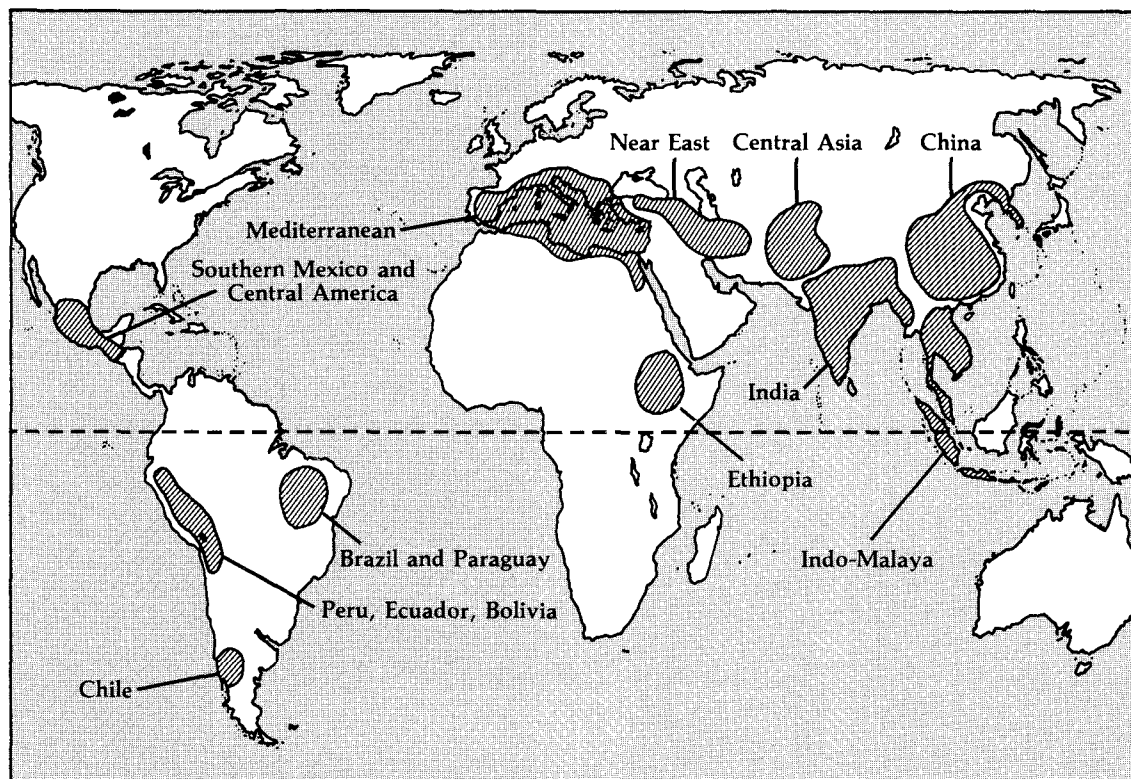 Near East
Central Asia
China
Mediterranean
Southern Mexico and
Central America
India
Ethiopia
Indo-Malaya
Brazil and Paraguay
Peru, Ecuador, Bolivia
Chile